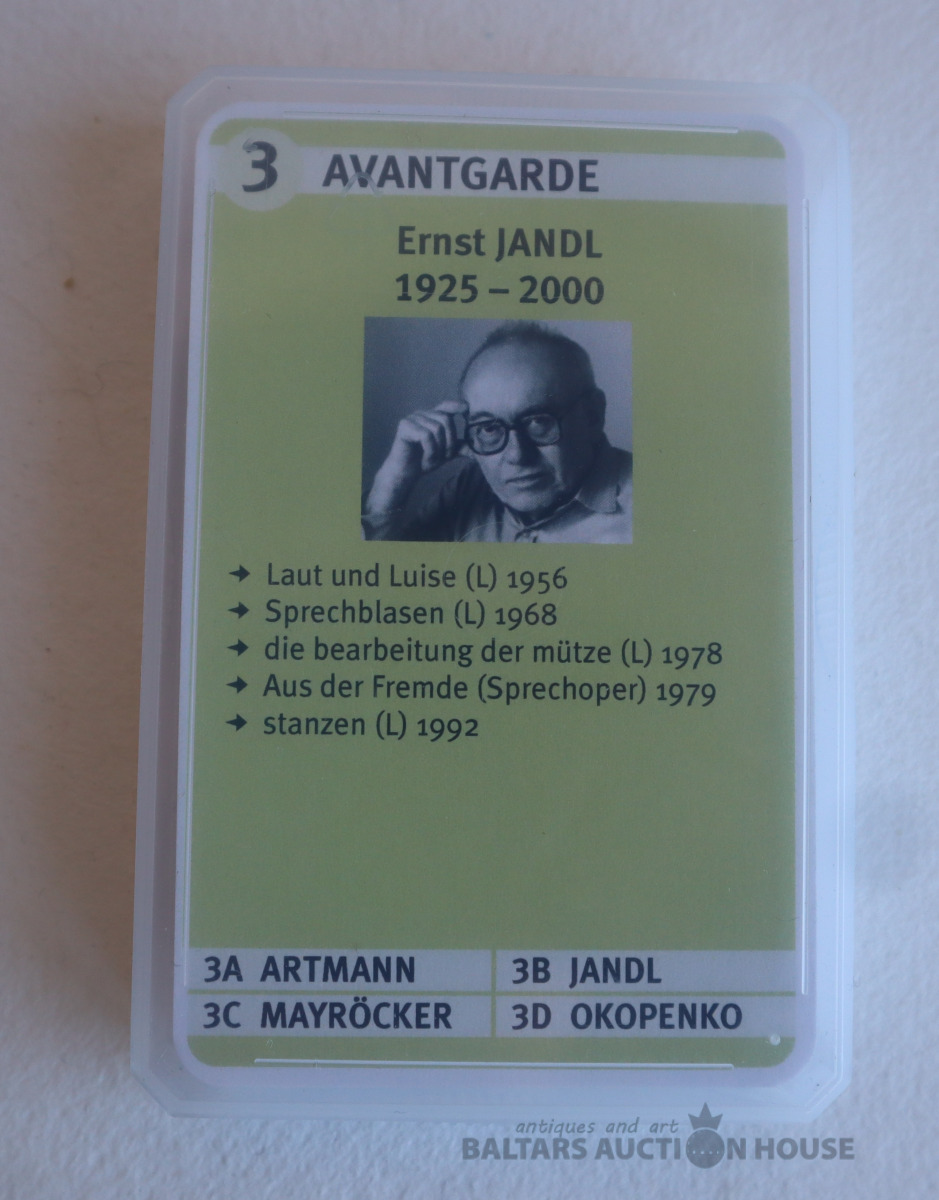 3 AVANTGARDE
Ernst JANDL
1925 – 2000
➔ Laut und Luise (L) 1956
➔ Sprechblasen (L) 1968
➔ die bearbeitung der mütze (L) 1978
➔ Aus der Fremde (Sprechoper) 1979
➔ stanzen (L) 1992
3A ARTMANN 3B JANDL
3C MAYRÖCKER 3D OKOPENKO
antiques and art
BALTARS AUCTION HOUSE